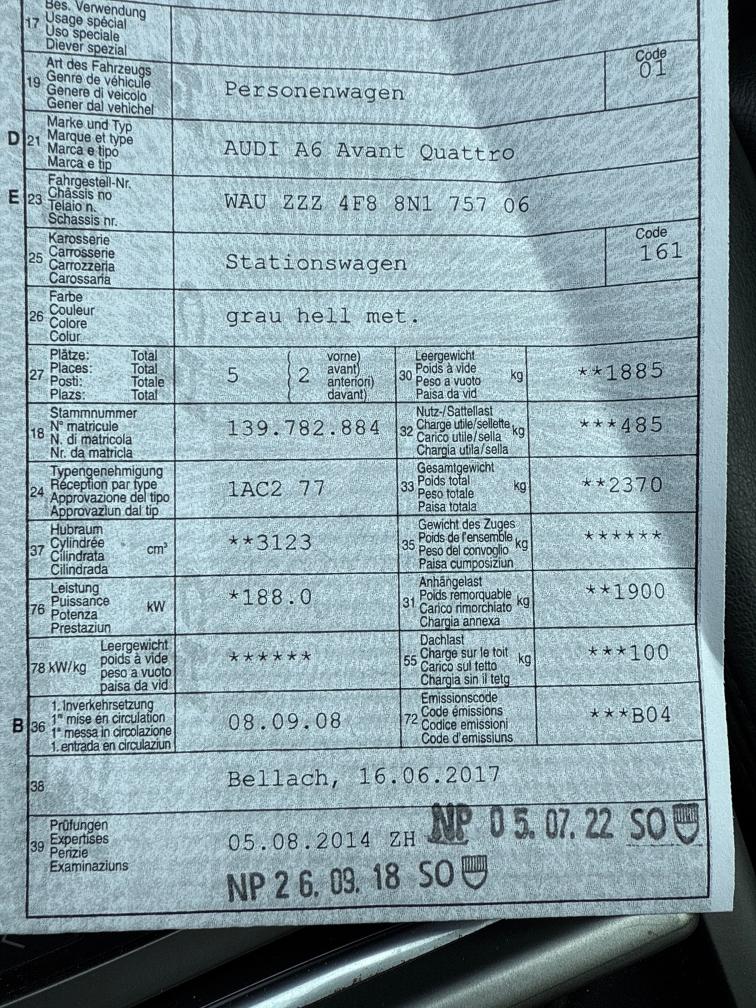 17 Bes. Verwendung
Usage spécial
Uso speciale
Diever spezial
19 Art des Fahrzeugs
Genre de véhicule
Genere di veicolo
Gener dal vehichel
Personenwagen
Code
01
D 21 Marke und Typ
Marque et type
Marca e tipo
Marca e tip
AUDI A6 Avant Quattro
E 23 Fahrgestell-Nr.
Châssis no
Telaio n.
Schassis nr.
WAU ZZZ 4F8 8N1 757 06
25 Karosserie
Carrosserie
Carrozzeria
Carossaria
Stationswagen
Code
161
26 Farbe
Couleur
Colore
Colur
grau hell met.
27 Plätze: Total
Places: Total
Posti: Totale
Plazs: Total
5 2 vorne)
avant)
anteriori)
davant)
30 Leergewicht
Poids à vide
Peso a vuoto
Paisa da vid
kg
**1885
18 Stammnummer
N° matricule
N. di matricola
Nr. da matricla
139.782.884
32 Nutz-/Sattellast
Charge utile/sellette
Carico utile/sella
Chargia utila/sella
kg
***485
24 Typengenehmigung
Réception par type
Approvazione del tipo
Approvaziun dal tip
1AC2 77
33 Gesamtgewicht
Poids total
Peso totale
Paisa totala
kg
**2370
37 Hubraum
Cylindrée
Cilindrata
Cilindrada
cm³
**3123
35 Gewicht des Zuges
Poids de l'ensemble
Peso del convoglio
Paisa cumposiziun
kg
******
76 Leistung
Puissance
Potenza
Prestaziun
kW
*188.0
31 Anhängelast
Poids remorquable
Carico rimorchiato
Chargia annexa
kg
**1900
78 kW/kg Leergewicht
poids à vide
peso a vuoto
paisa da vid
******
55 Dachlast
Charge sur le toit
Carico sul tetto
Chargia sin il tetg
kg
***100
B 36 1. Inverkehrsetzung
1re mise en circulation
1a messa in circolazione
1. entrada en circulaziun
08.09.08
72 Emissionscode
Code émissions
Codice emissioni
Code d'emissiuns
***B04
38 Bellach, 16.06.2017
39 Prüfungen
Expertises
Perizie
Examinaziuns
05.08.2014 ZH NP 05.07.22 SO
NP 26.09.18 SO